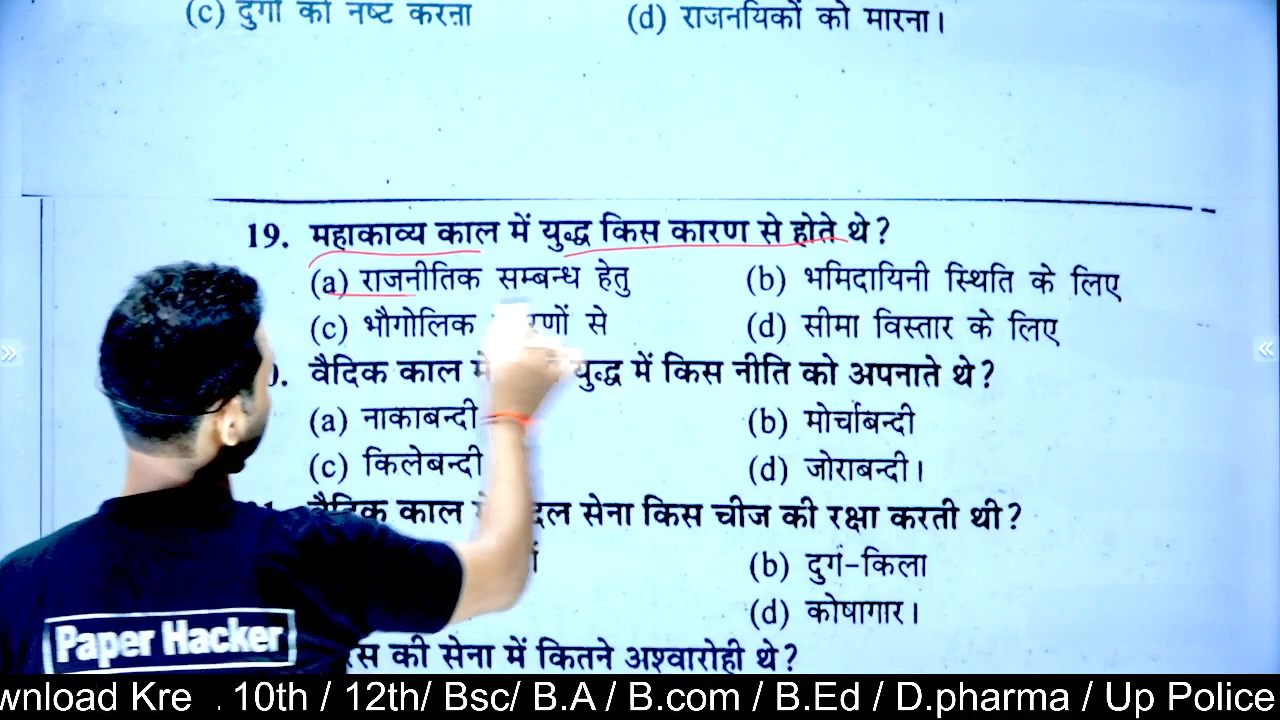 (c) दुर्गों को नष्ट करना (d) राजनयिकों को मारना।
19. महाकाव्य काल में युद्ध किस कारण से होते थे?
(a) राजनीतिक सम्बन्ध हेतु (b) भमिदायिनी स्थिति के लिए
(c) भौगोलिक से (d) सीमा विस्तार के लिए
वैदिक काल युद्ध में किस नीति को अपनाते थे?
(a) नाकाबन्दी (b) मोर्चाबन्दी
(c) किलेबन्दी (d) जोराबन्दी।
काल सेना किस चीज की रक्षा करती थी?
(b) दुर्ग-किला
(d) कोषागार।
की सेना में कितने अश्वारोही थे?
Paper Hacker
wnload Kre . 10th / 12th/ Bsc/ B.A / B.com / B.Ed / D.pharma / Up Police